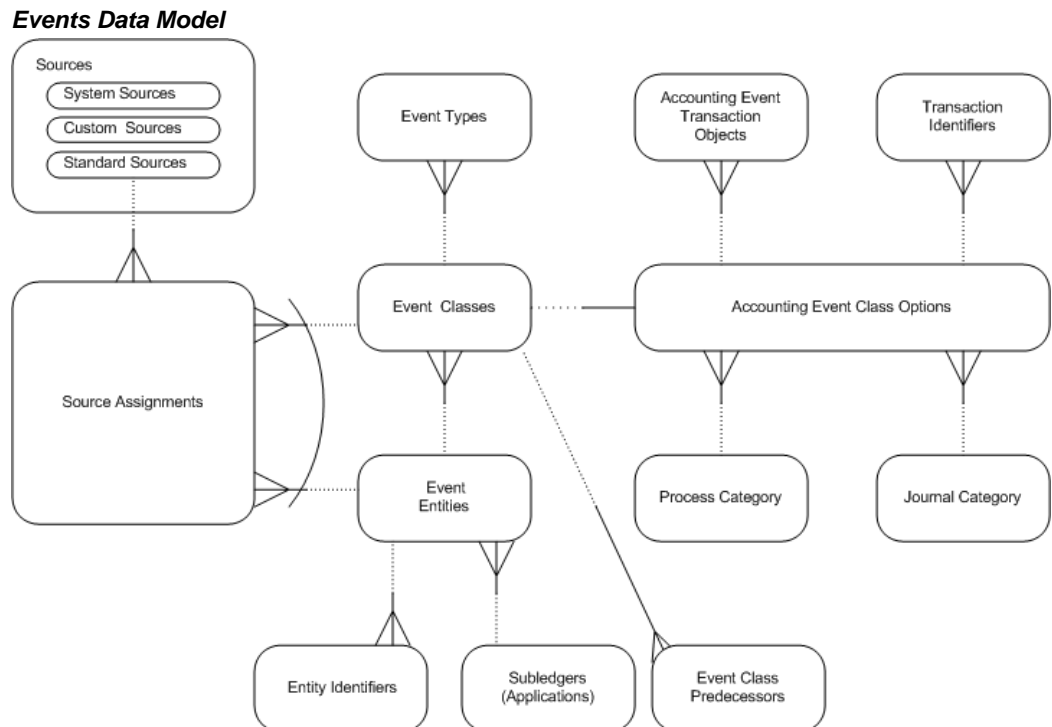 Events Data Model
Sources
System Sources
Custom Sources
Standard Sources
Event Types
Accounting Event
Transaction
Objects
Transaction
Identifiers
Event Classes
Accounting Event Class Options
Source Assignments
Event
Entities
Process Category
Journal Category
Entity Identifiers
Subledgers
(Applications)
Event Class
Predecessors